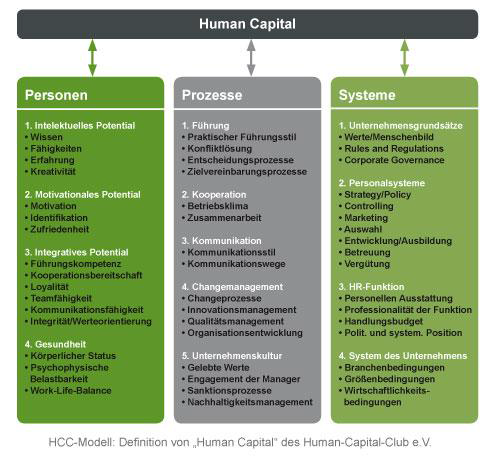 Human Capital
Personen
1. Intelektuelles Potential
• Wissen
• Fähigkeiten
• Erfahrung
• Kreativität
2. Motivationales Potential
• Motivation
• Identifikation
• Zufriedenheit
3. Integratives Potential
• Führungskompetenz
• Kooperationsbereitschaft
• Loyalität
• Teamfähigkeit
• Kommunikationsfähigkeit
• Integrität/Werteorientierung
4. Gesundheit
• Körperlicher Status
• Psychophysische
Belastbarkeit
• Work-Life-Balance
Prozesse
1. Führung
• Praktischer Führungsstil
• Konfliktlösung
• Entscheidungsprozesse
• Zielvereinbarungsprozesse
2. Kooperation
• Betriebsklima
• Zusammenarbeit
3. Kommunikation
• Kommunikationsstil
• Kommunikationswege
4. Changemanagement
• Changeprozesse
• Innovationsmanagement
• Qualitätsmanagement
• Organisationsentwicklung
5. Unternehmenskultur
• Gelebte Werte
• Engagement der Manager
• Sanktionsprozesse
• Nachhaltigkeitsmanagement
Systeme
1. Unternehmensgrundsätze
• Werte/Menschenbild
• Rules and Regulations
• Corporate Governance
2. Personalsysteme
• Strategy/Policy
• Controlling
• Marketing
• Auswahl
• Entwicklung/Ausbildung
• Betreuung
• Vergütung
3. HR-Funktion
• Personellen Ausstattung
• Professionalität der Funktion
• Handlungsbudget
• Polit. und system. Position
4. System des Unternehmens
• Branchenbedingungen
• Größenbedingungen
• Wirtschaftlichkeits-
bedingungen
HCC-Modell: Definition von „Human Capital“ des Human-Capital-Club e.V.